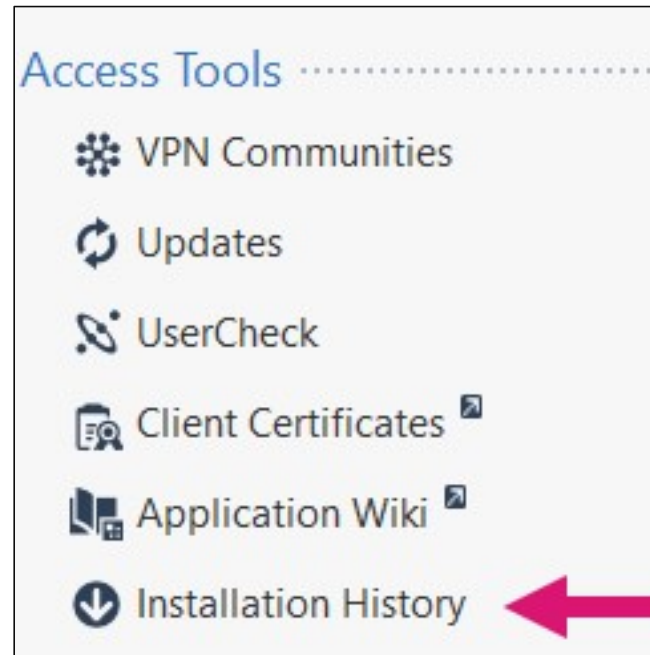 Access Tools
VPN Communities
Updates
UserCheck
Client Certificates
Application Wiki
Installation History